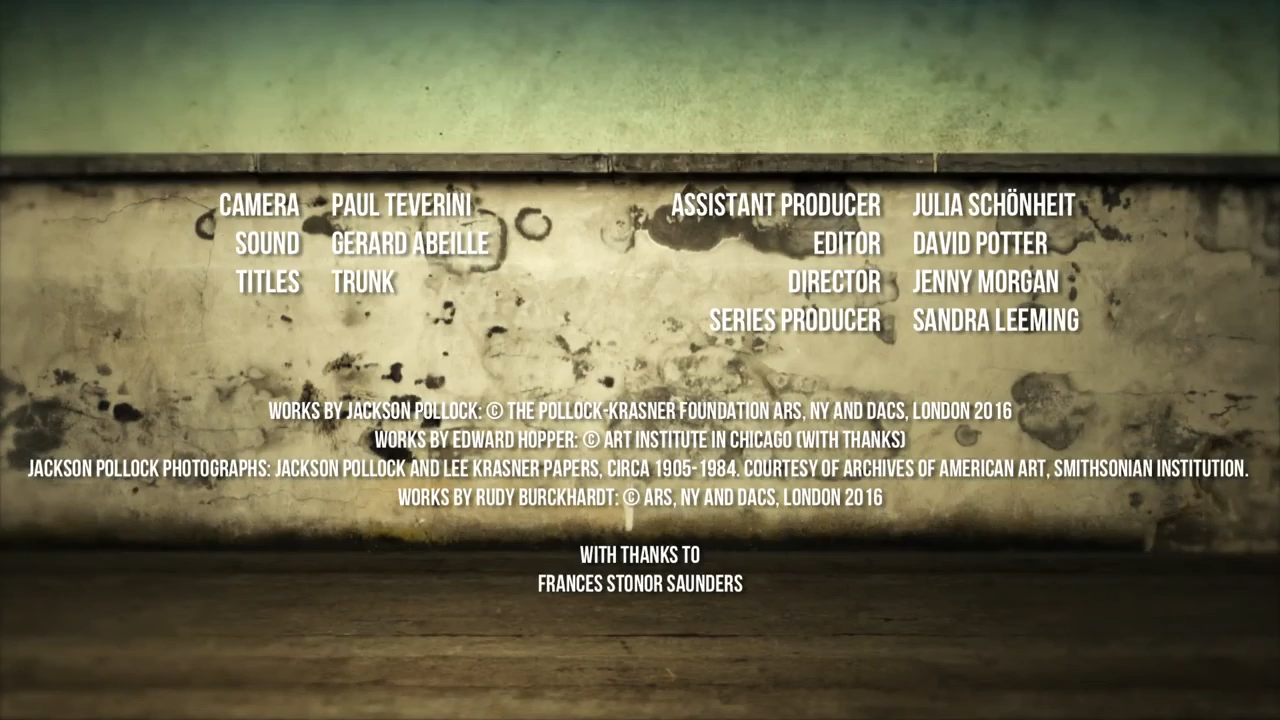 CAMERA PAUL TEVERINI
SOUND GERARD ABEILLE
TITLES TRUNK
ASSISTANT PRODUCER JULIA SCHÖNHEIT
EDITOR DAVID POTTER
DIRECTOR JENNY MORGAN
SERIES PRODUCER SANDRA LEEMING
WORKS BY JACKSON POLLOCK: © THE POLLOCK-KRASNER FOUNDATION ARS, NY AND DACS, LONDON 2016
WORKS BY EDWARD HOPPER: © ART INSTITUTE IN CHICAGO (WITH THANKS)
JACKSON POLLOCK PHOTOGRAPHS: JACKSON POLLOCK AND LEE KRASNER PAPERS, CIRCA 1905-1984. COURTESY OF ARCHIVES OF AMERICAN ART, SMITHSONIAN INSTITUTION.
WORKS BY RUDY BURCKHARDT: © ARS, NY AND DACS, LONDON 2016
WITH THANKS TO
FRANCES STONOR SAUNDERS